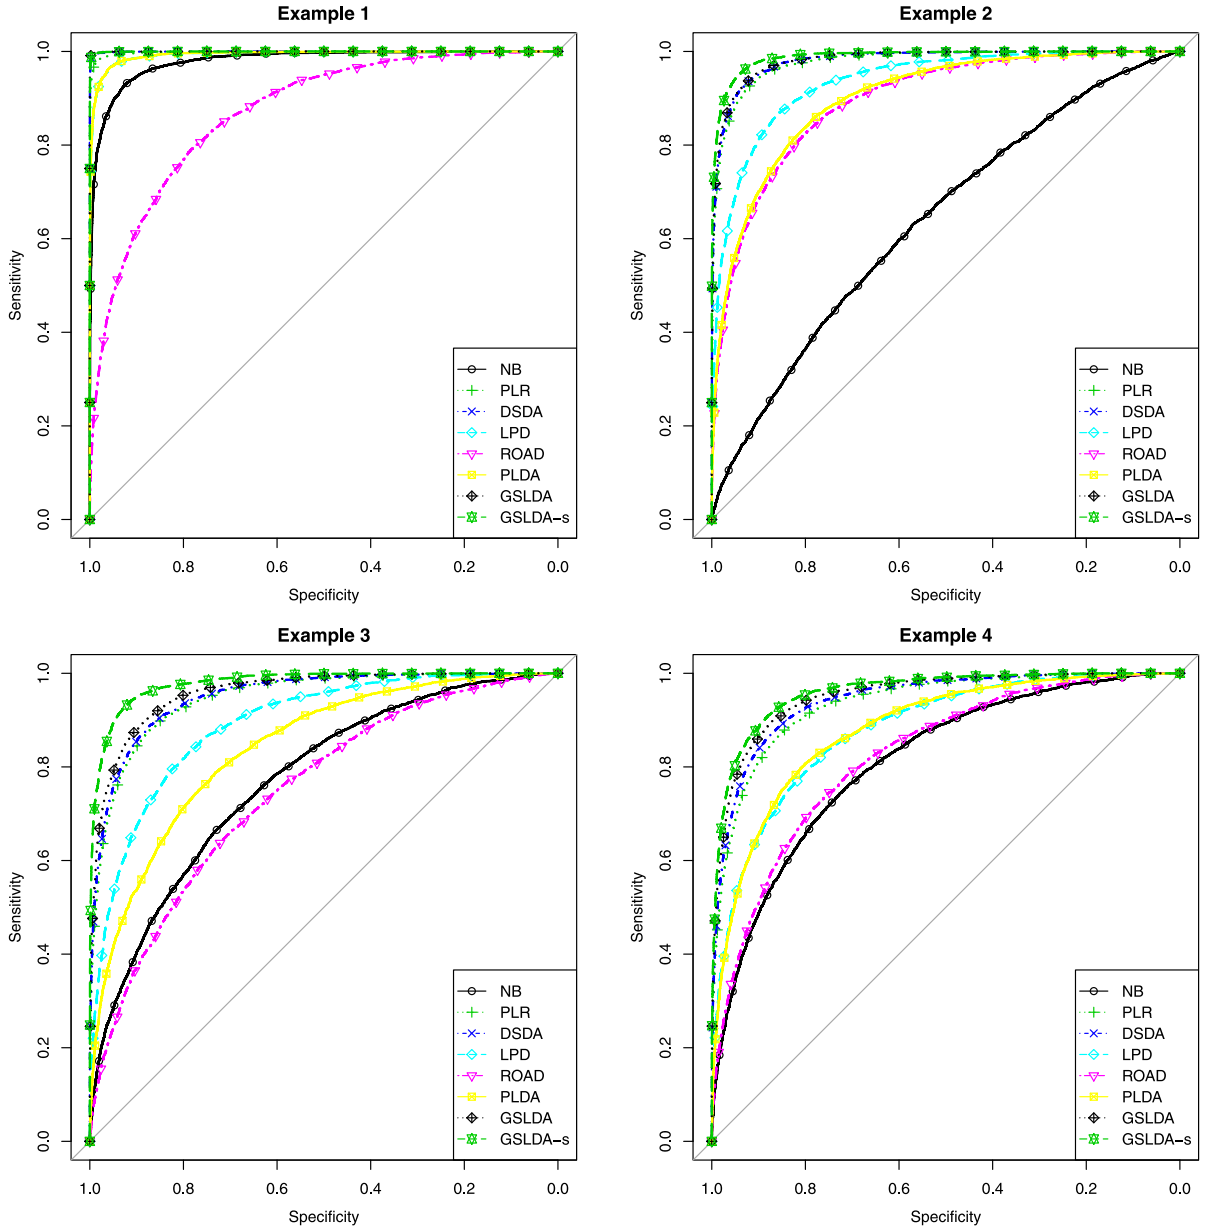 Example 1
Sensitivity
1.0
0.8
0.6
0.4
0.2
0.0
NB
PLR
DSDA
LPD
ROAD
PLDA
GSLDA
GSLDA-s
1.0 0.8 0.6 0.4 0.2 0.0
Specificity
Example 2
Sensitivity
1.0
0.8
0.6
0.4
0.2
0.0
NB
PLR
DSDA
LPD
ROAD
PLDA
GSLDA
GSLDA-s
1.0 0.8 0.6 0.4 0.2 0.0
Specificity
Example 3
Sensitivity
1.0
0.8
0.6
0.4
0.2
0.0
NB
PLR
DSDA
LPD
ROAD
PLDA
GSLDA
GSLDA-s
1.0 0.8 0.6 0.4 0.2 0.0
Specificity
Example 4
Sensitivity
1.0
0.8
0.6
0.4
0.2
0.0
NB
PLR
DSDA
LPD
ROAD
PLDA
GSLDA
GSLDA-s
1.0 0.8 0.6 0.4 0.2 0.0
Specificity